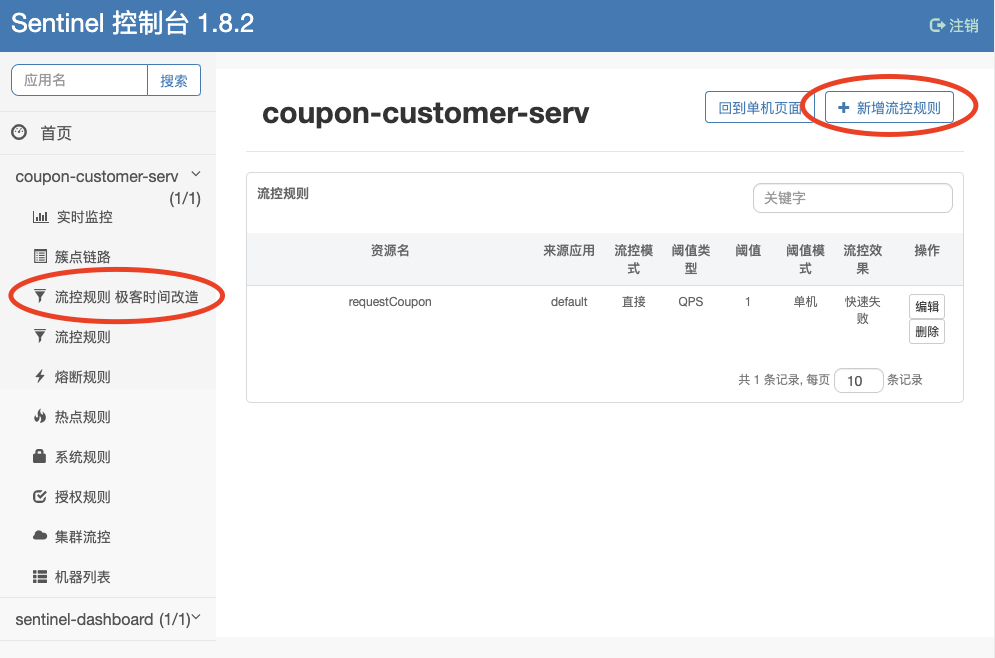 Sentinel 控制台 1.8.2
注销
应用名
搜索
首页
coupon-customer-serv
(1/1)
实时监控
簇点链路
流控规则 极客时间改造
流控规则
熔断规则
热点规则
系统规则
授权规则
集群流控
机器列表
sentinel-dashboard (1/1)
coupon-customer-serv
回到单机页面
新增流控规则
流控规则
关键字
资源名 来源应用 流控模 阈值类 阈值 阈值模 流控效 操作
式 型 式 果
requestCoupon default 直接 QPS 1 单机 快速失 编辑
败 删除
共 1 条记录, 每页 10 条记录